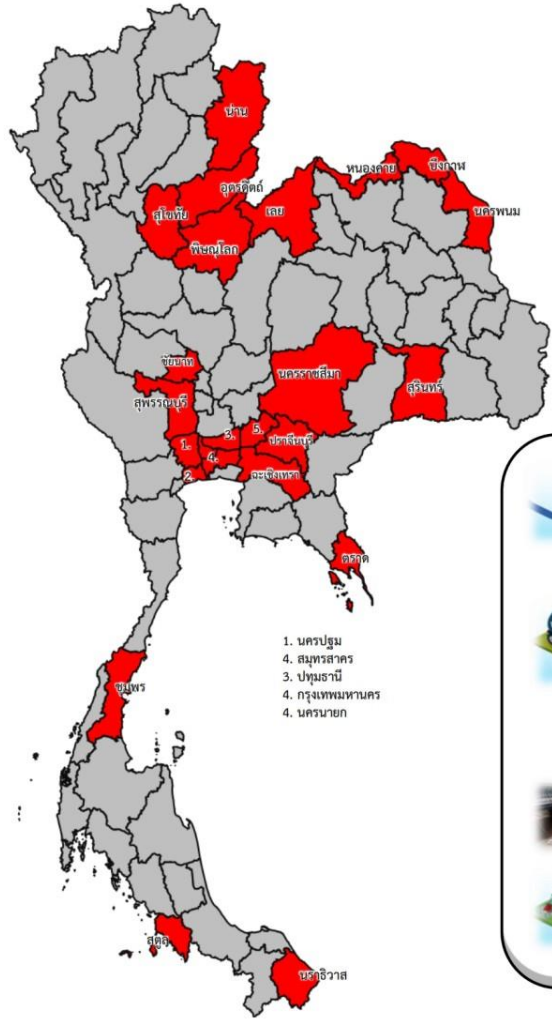 น่าน
อุตรดิตถ์
สุโขทัย
พิษณุโลก
เลย
หนองคาย
บึงกาฬ
นครพนม
ชัยนาท
สุพรรณบุรี
นครราชสีมา
สุรินทร์
1.
2.
3.
4.
5.
ปราจีนบุรี
ฉะเชิงเทรา
ตราด
1. นครปฐม
4. สมุทรสาคร
3. ปทุมธานี
4. กรุงเทพมหานคร
4. นครนายก
ชุมพร
สตูล
นราธิวาส